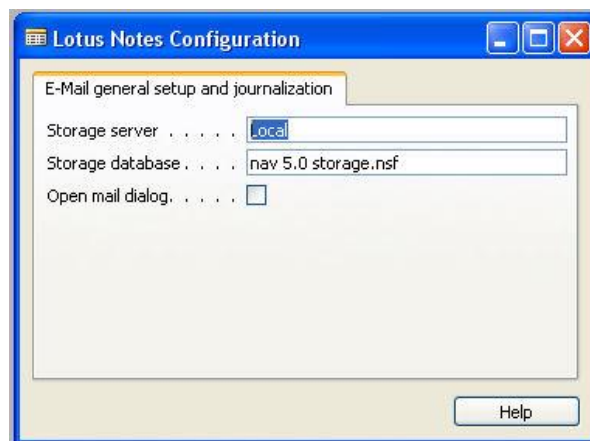 Lotus Notes Configuration
E-Mail general setup and journalization
Storage server . . . . . Local
Storage database . . . . nav 5.0 storage.nsf
Open mail dialog. . . . .
Help